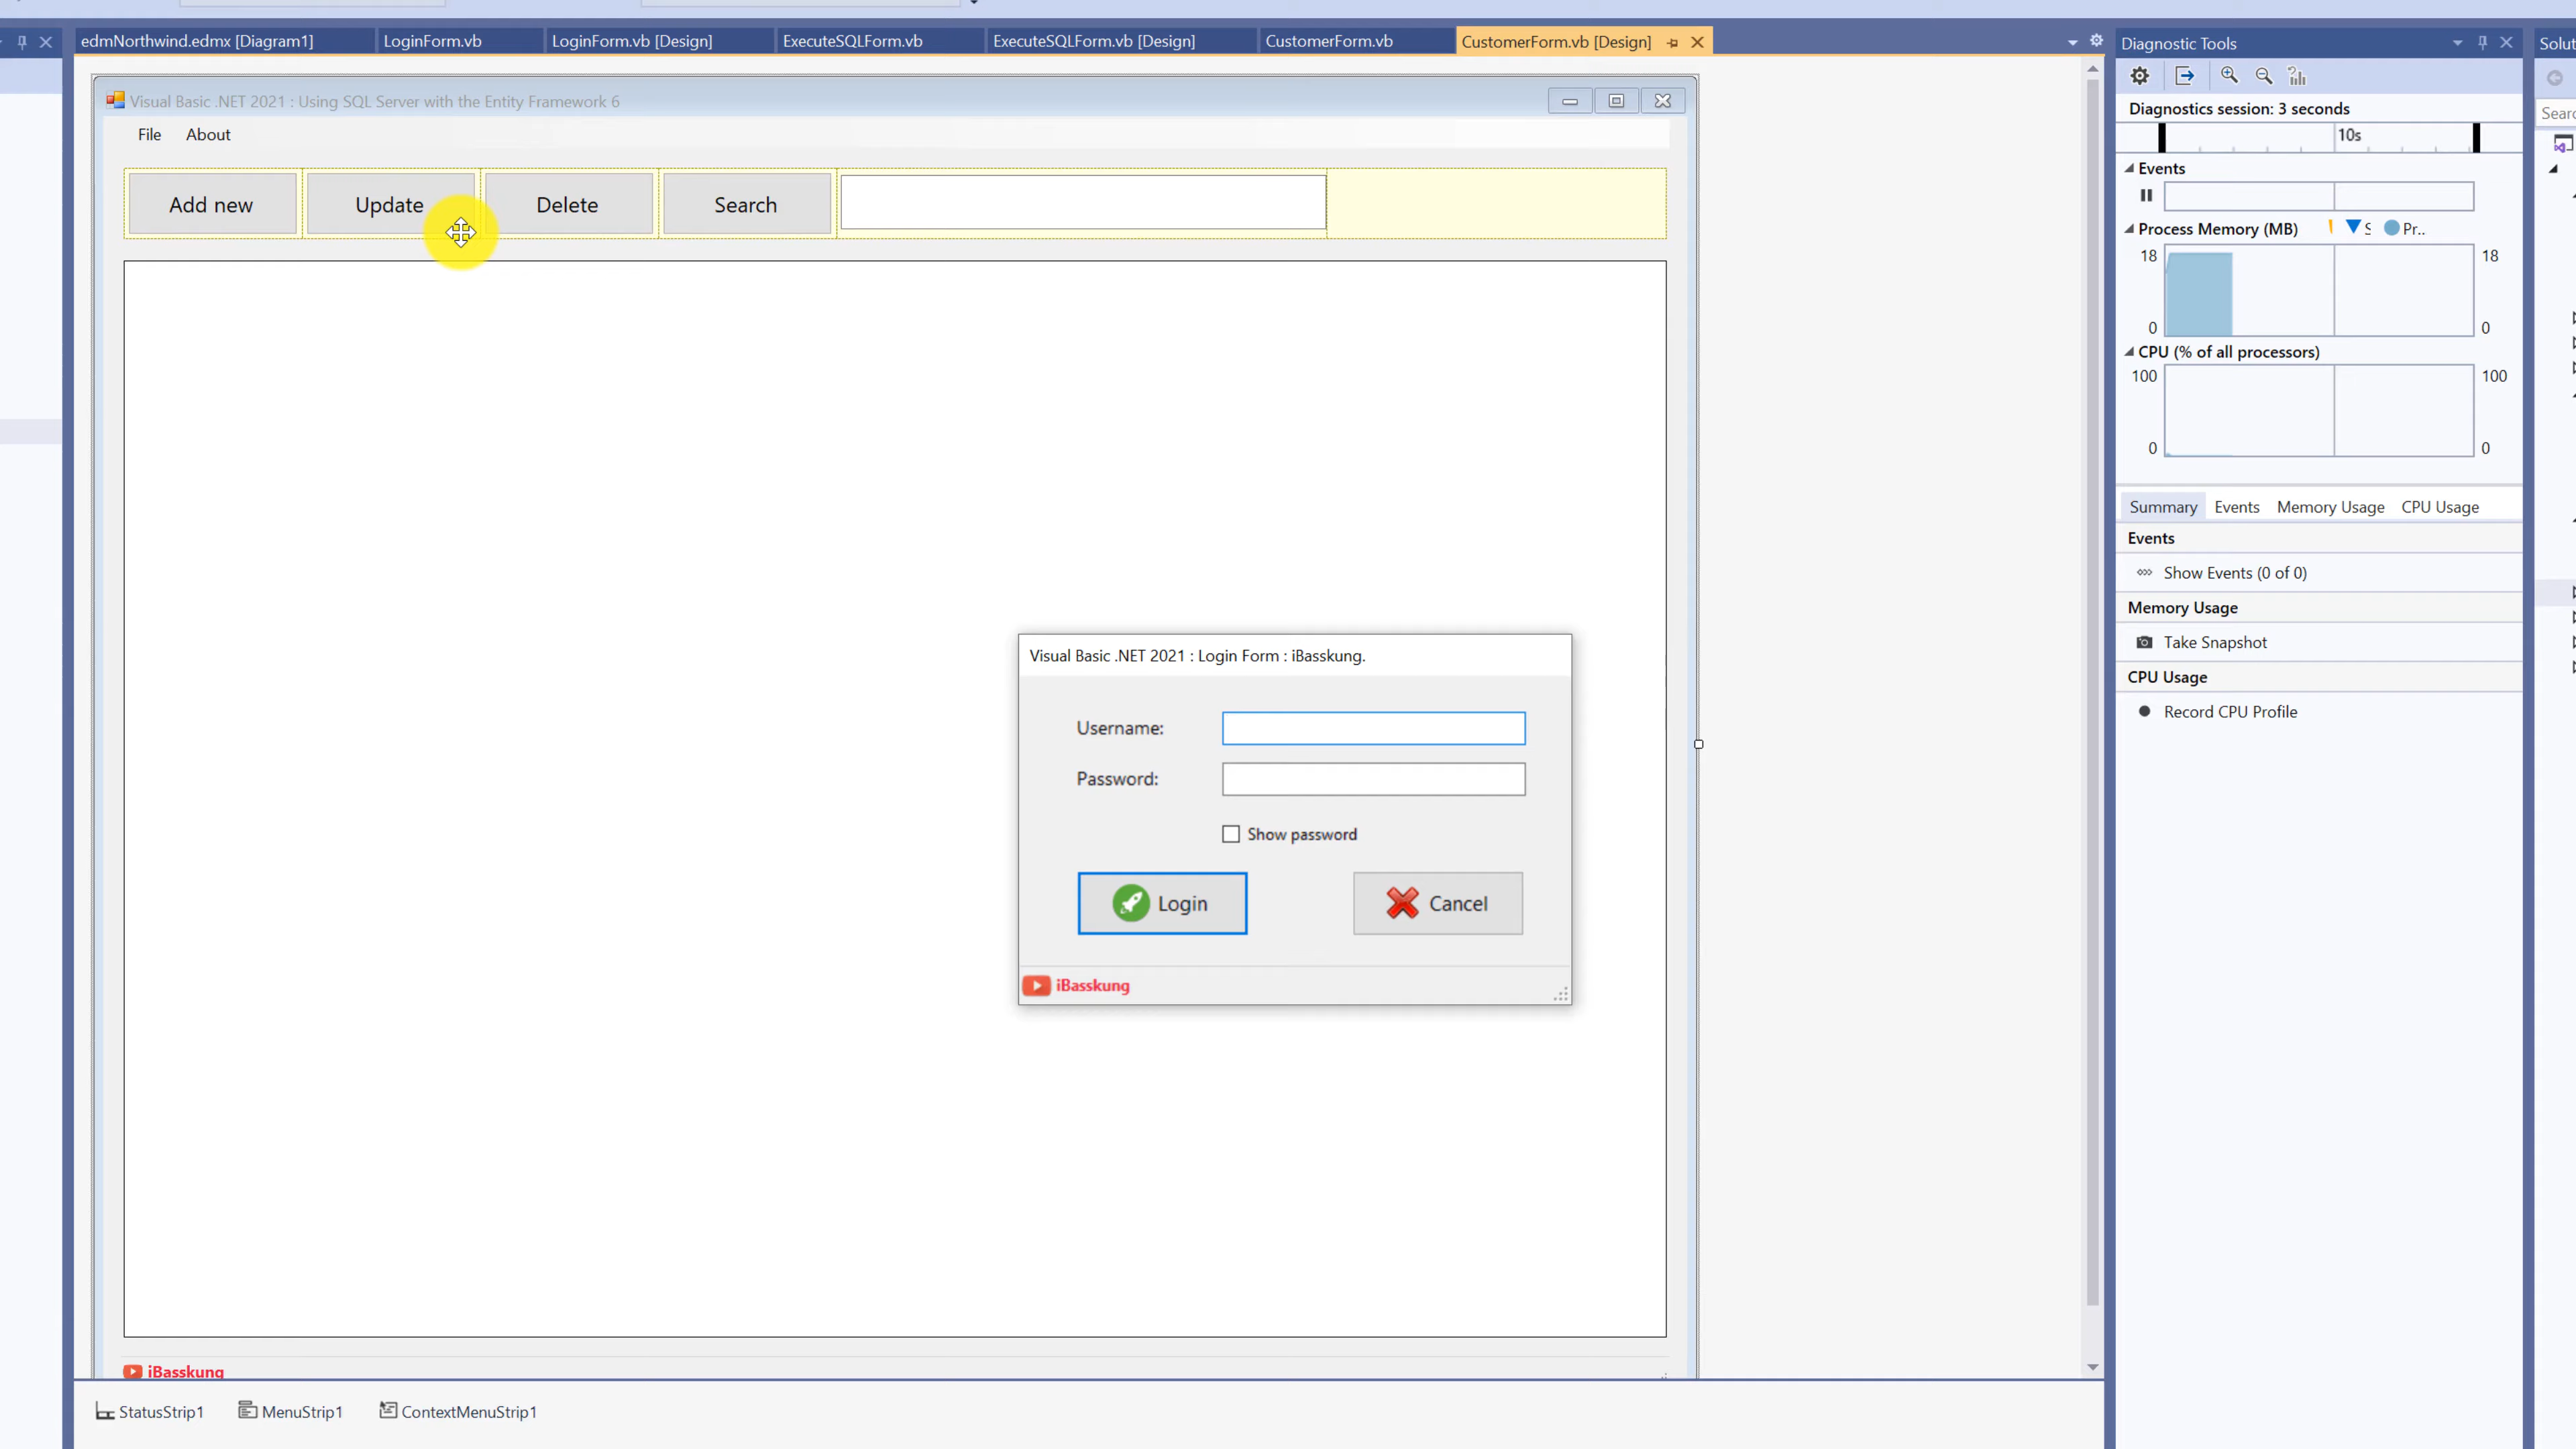 edmNorthwind.edmx [Diagram1]
LoginForm.vb
LoginForm.vb [Design]
ExecuteSQLForm.vb
ExecuteSQLForm.vb [Design]
CustomerForm.vb
CustomerForm.vb [Design]
Visual Basic .NET 2021 : Using SQL Server with the Entity Framework 6
File About
Add new
Update
Delete
Search
Visual Basic .NET 2021 : Login Form : iBasskung.
Username:
Password:
Show password
Login
Cancel
iBasskung
iBasskung
StatusStrip1
MenuStrip1
ContextMenuStrip1
Diagnostic Tools
Diagnostics session: 3 seconds
10s
Events
Process Memory (MB)
S
Pr..
18
18
0
0
CPU (% of all processors)
100
100
0
0
Summary Events Memory Usage CPU Usage
Events
Show Events (0 of 0)
Memory Usage
Take Snapshot
CPU Usage
Record CPU Profile